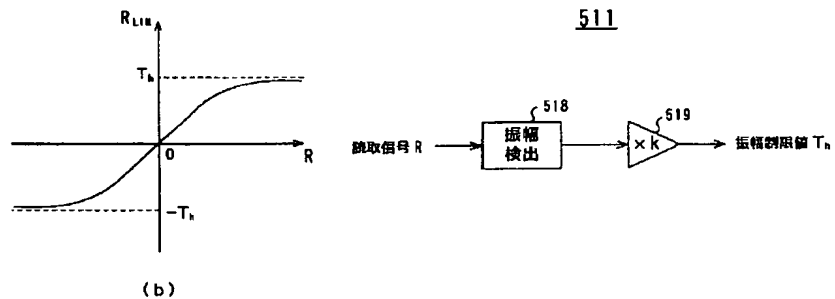 R_LIM
T_h
0
R
-T_h
(b)
511
読取信号 R
518
振幅
検出
519
×k
振幅制限値 T_h